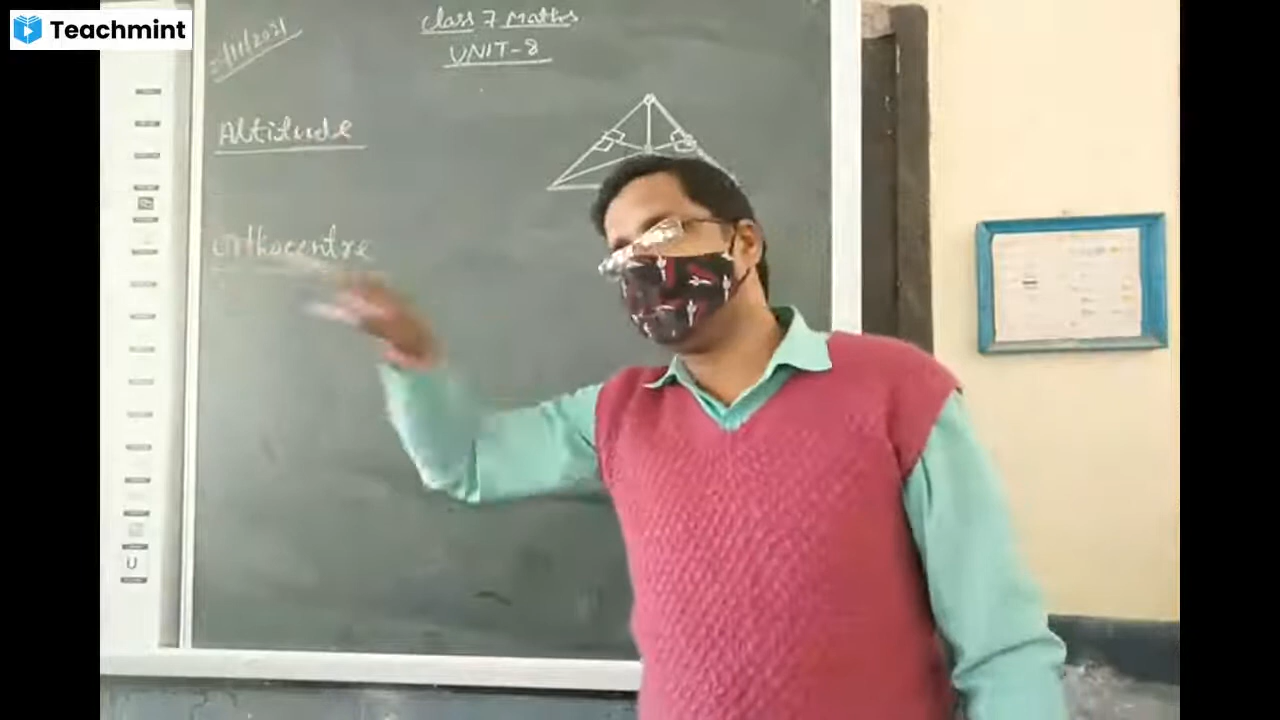 Teachmint
Class 7 Maths
UNIT-8
Altitude
Orthocentre
U